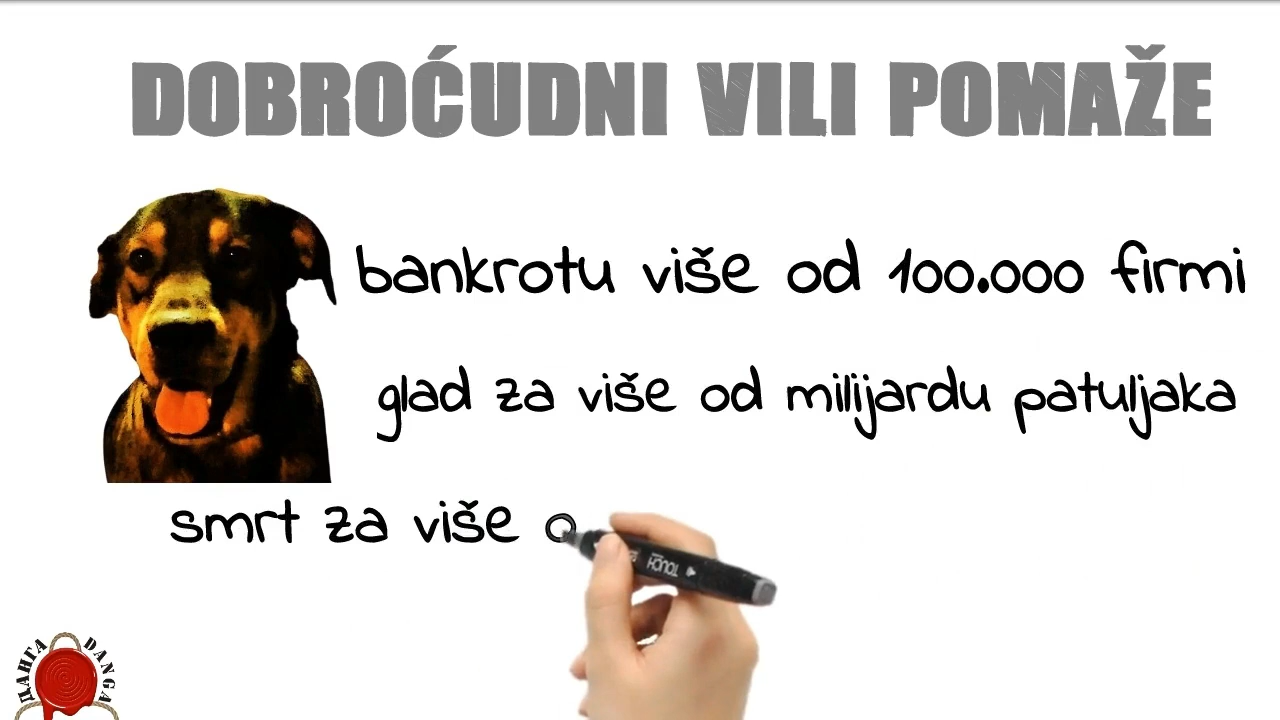 DOBROĆUDNI VILI POMAŽE
bankrotu više od 100.000 firmi
glad za više od milijardu patuljaka
smrt za više o
TOUCH
ДАНГА DANGA